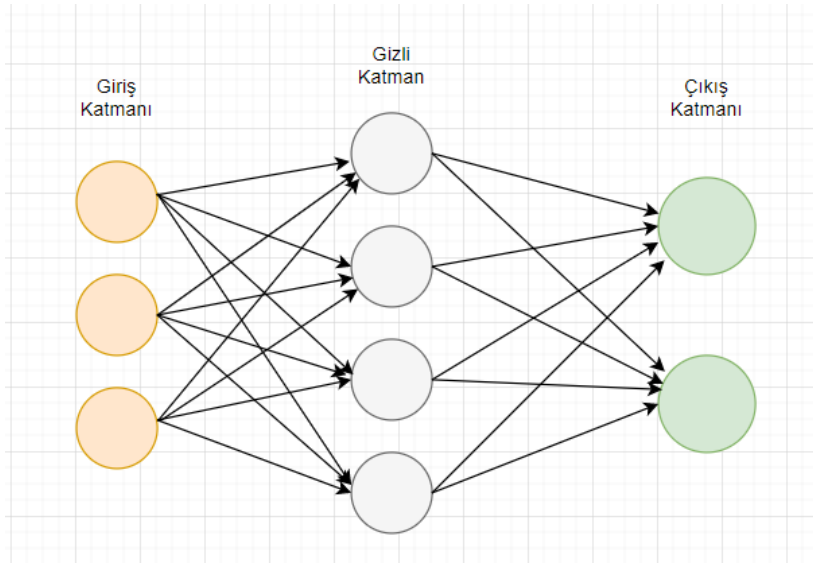 Giriş
Katmanı
Gizli
Katman
Çıkış
Katmanı